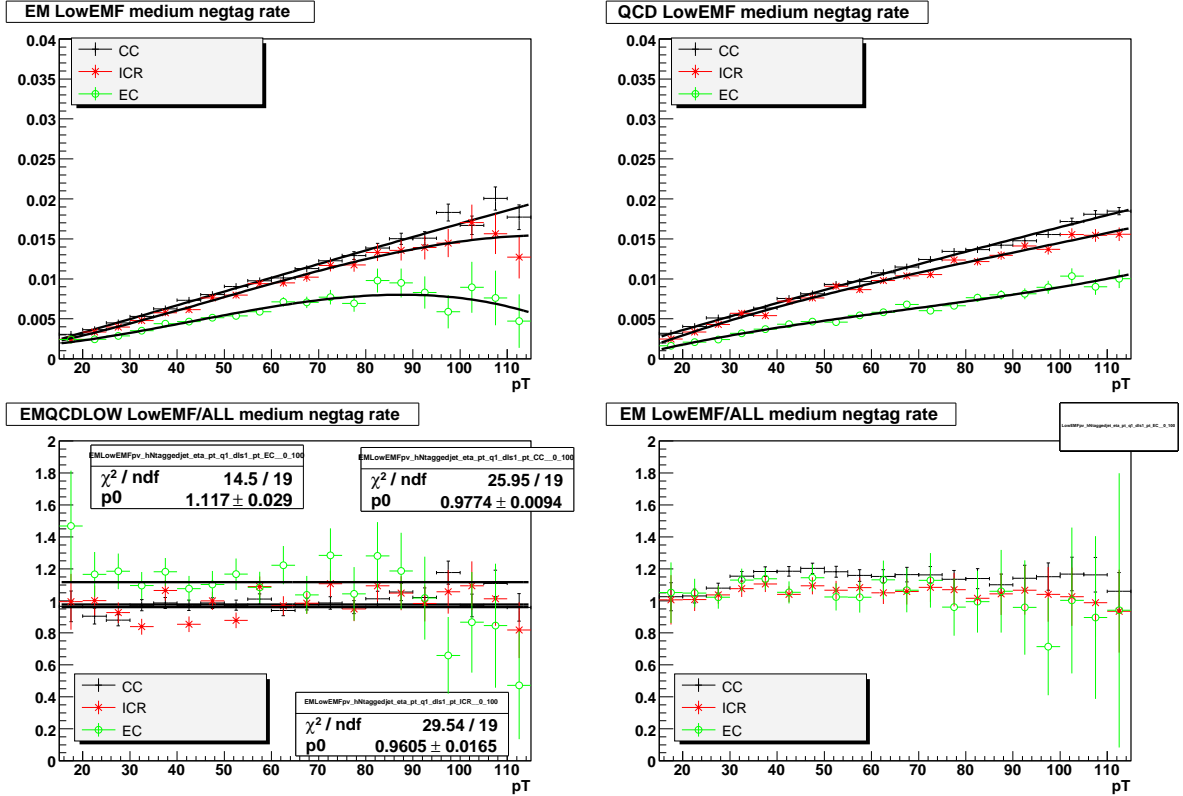 EM LowEMF medium negtag rate
0.04
0.035
0.03
0.025
0.02
0.015
0.01
0.005
0
CC
ICR
EC
20 30 40 50 60 70 80 90 100 110
pT
QCD LowEMF medium negtag rate
0.04
0.035
0.03
0.025
0.02
0.015
0.01
0.005
0
CC
ICR
EC
20 30 40 50 60 70 80 90 100 110
pT
EMQCDLOW LowEMF/ALL medium negtag rate
2
1.8
1.6
1.4
1.2
1
0.8
0.6
0.4
0.2
0
EMLowEMFpv_hNtaggedjet_eta_pt_q1_dls1_pt_EC__0_100
χ² / ndf 14.5 / 19
p0 1.117 ± 0.029
EMLowEMFpv_hNtaggedjet_eta_pt_q1_dls1_pt_CC__0_100
χ² / ndf 25.95 / 19
p0 0.9774 ± 0.0094
CC
ICR
EC
EMLowEMFpv_hNtaggedjet_eta_pt_q1_dls1_pt_ICR__0_100
χ² / ndf 29.54 / 19
p0 0.9605 ± 0.0165
20 30 40 50 60 70 80 90 100 110
pT
EM LowEMF/ALL medium negtag rate
LowEMFpv_hNtaggedjet_eta_pt_q1_dls1_pt_EC__0_100
2
1.8
1.6
1.4
1.2
1
0.8
0.6
0.4
0.2
0
CC
ICR
EC
20 30 40 50 60 70 80 90 100 110
pT